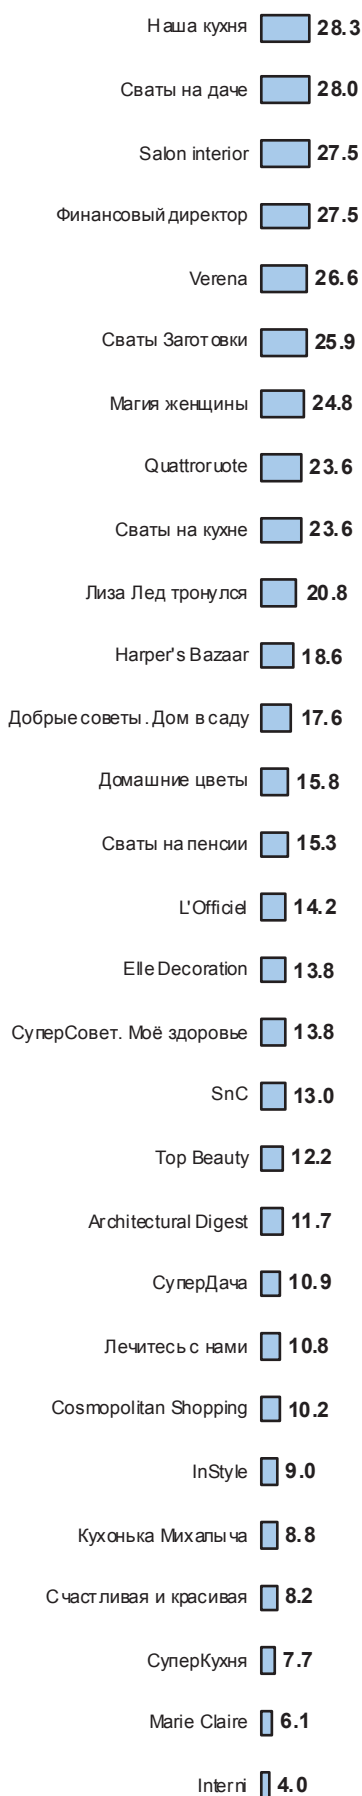 Наша кухня 28.3
Сваты на даче 28.0
Salon interior 27.5
Финансовый директор 27.5
Verena 26.6
Сваты Заготовки 25.9
Магия женщины 24.8
Quattroruote 23.6
Сваты на кухне 23.6
Лиза Лед тронулся 20.8
Harper's Bazaar 18.6
Добрые советы. Дом в саду 17.6
Домашние цветы 15.8
Сваты на пенсии 15.3
L'Officiel 14.2
Elle Decoration 13.8
СуперСовет. Моё здоровье 13.8
SnC 13.0
Top Beauty 12.2
Architectural Digest 11.7
СуперДача 10.9
Лечитесь с нами 10.8
Cosmopolitan Shopping 10.2
InStyle 9.0
Кухонька Михалыча 8.8
Счастливая и красивая 8.2
СуперКухня 7.7
Marie Claire 6.1
Interni 4.0